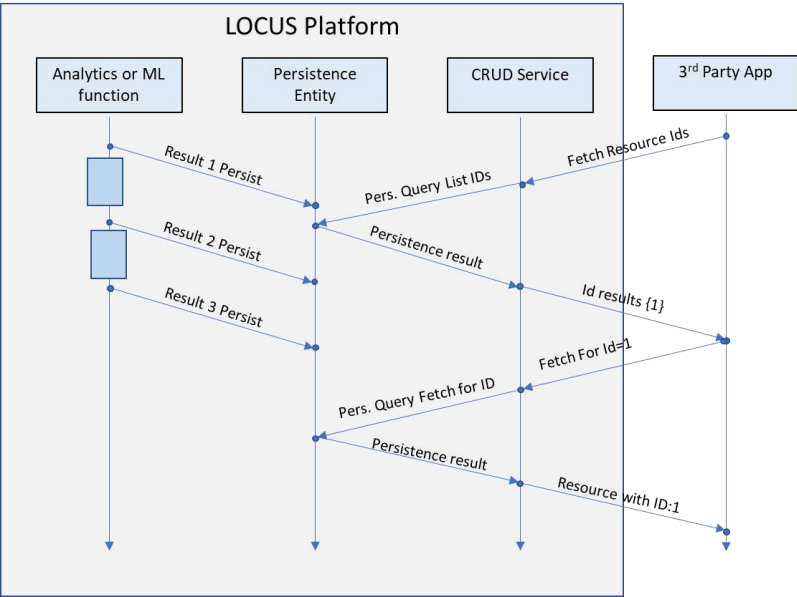 LOCUS Platform
Analytics or ML
function
Persistence
Entity
CRUD Service
3rd Party App
Fetch Resource Ids
Result 1 Persist
Pers. Query List IDs
Result 2 Persist
Persistence result
Result 3 Persist
Id results {1}
Fetch For Id=1
Pers. Query Fetch for ID
Persistence result
Resource with ID:1